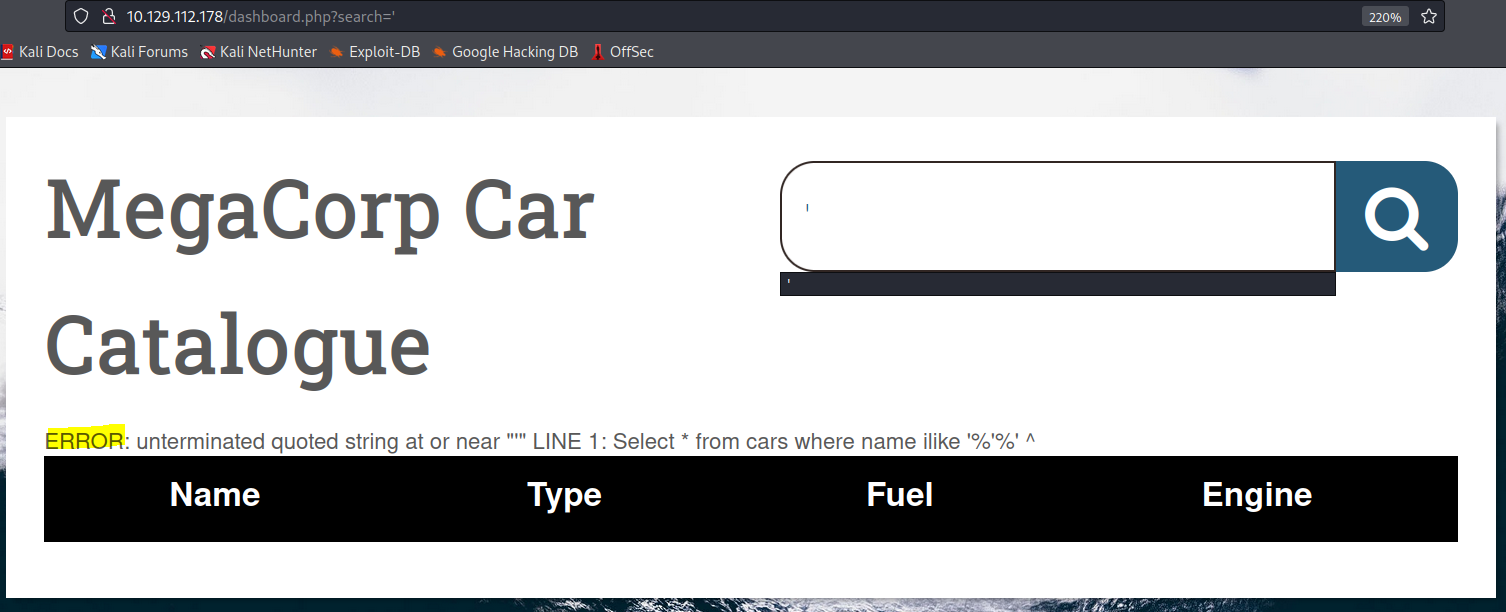 10.129.112.178/dashboard.php?search='
220%
Kali Docs Kali Forums Kali NetHunter Exploit-DB Google Hacking DB OffSec
MegaCorp Car
Catalogue
'
'
ERROR: unterminated quoted string at or near "'" LINE 1: Select * from cars where name ilike '%'%' ^
Name Type Fuel Engine